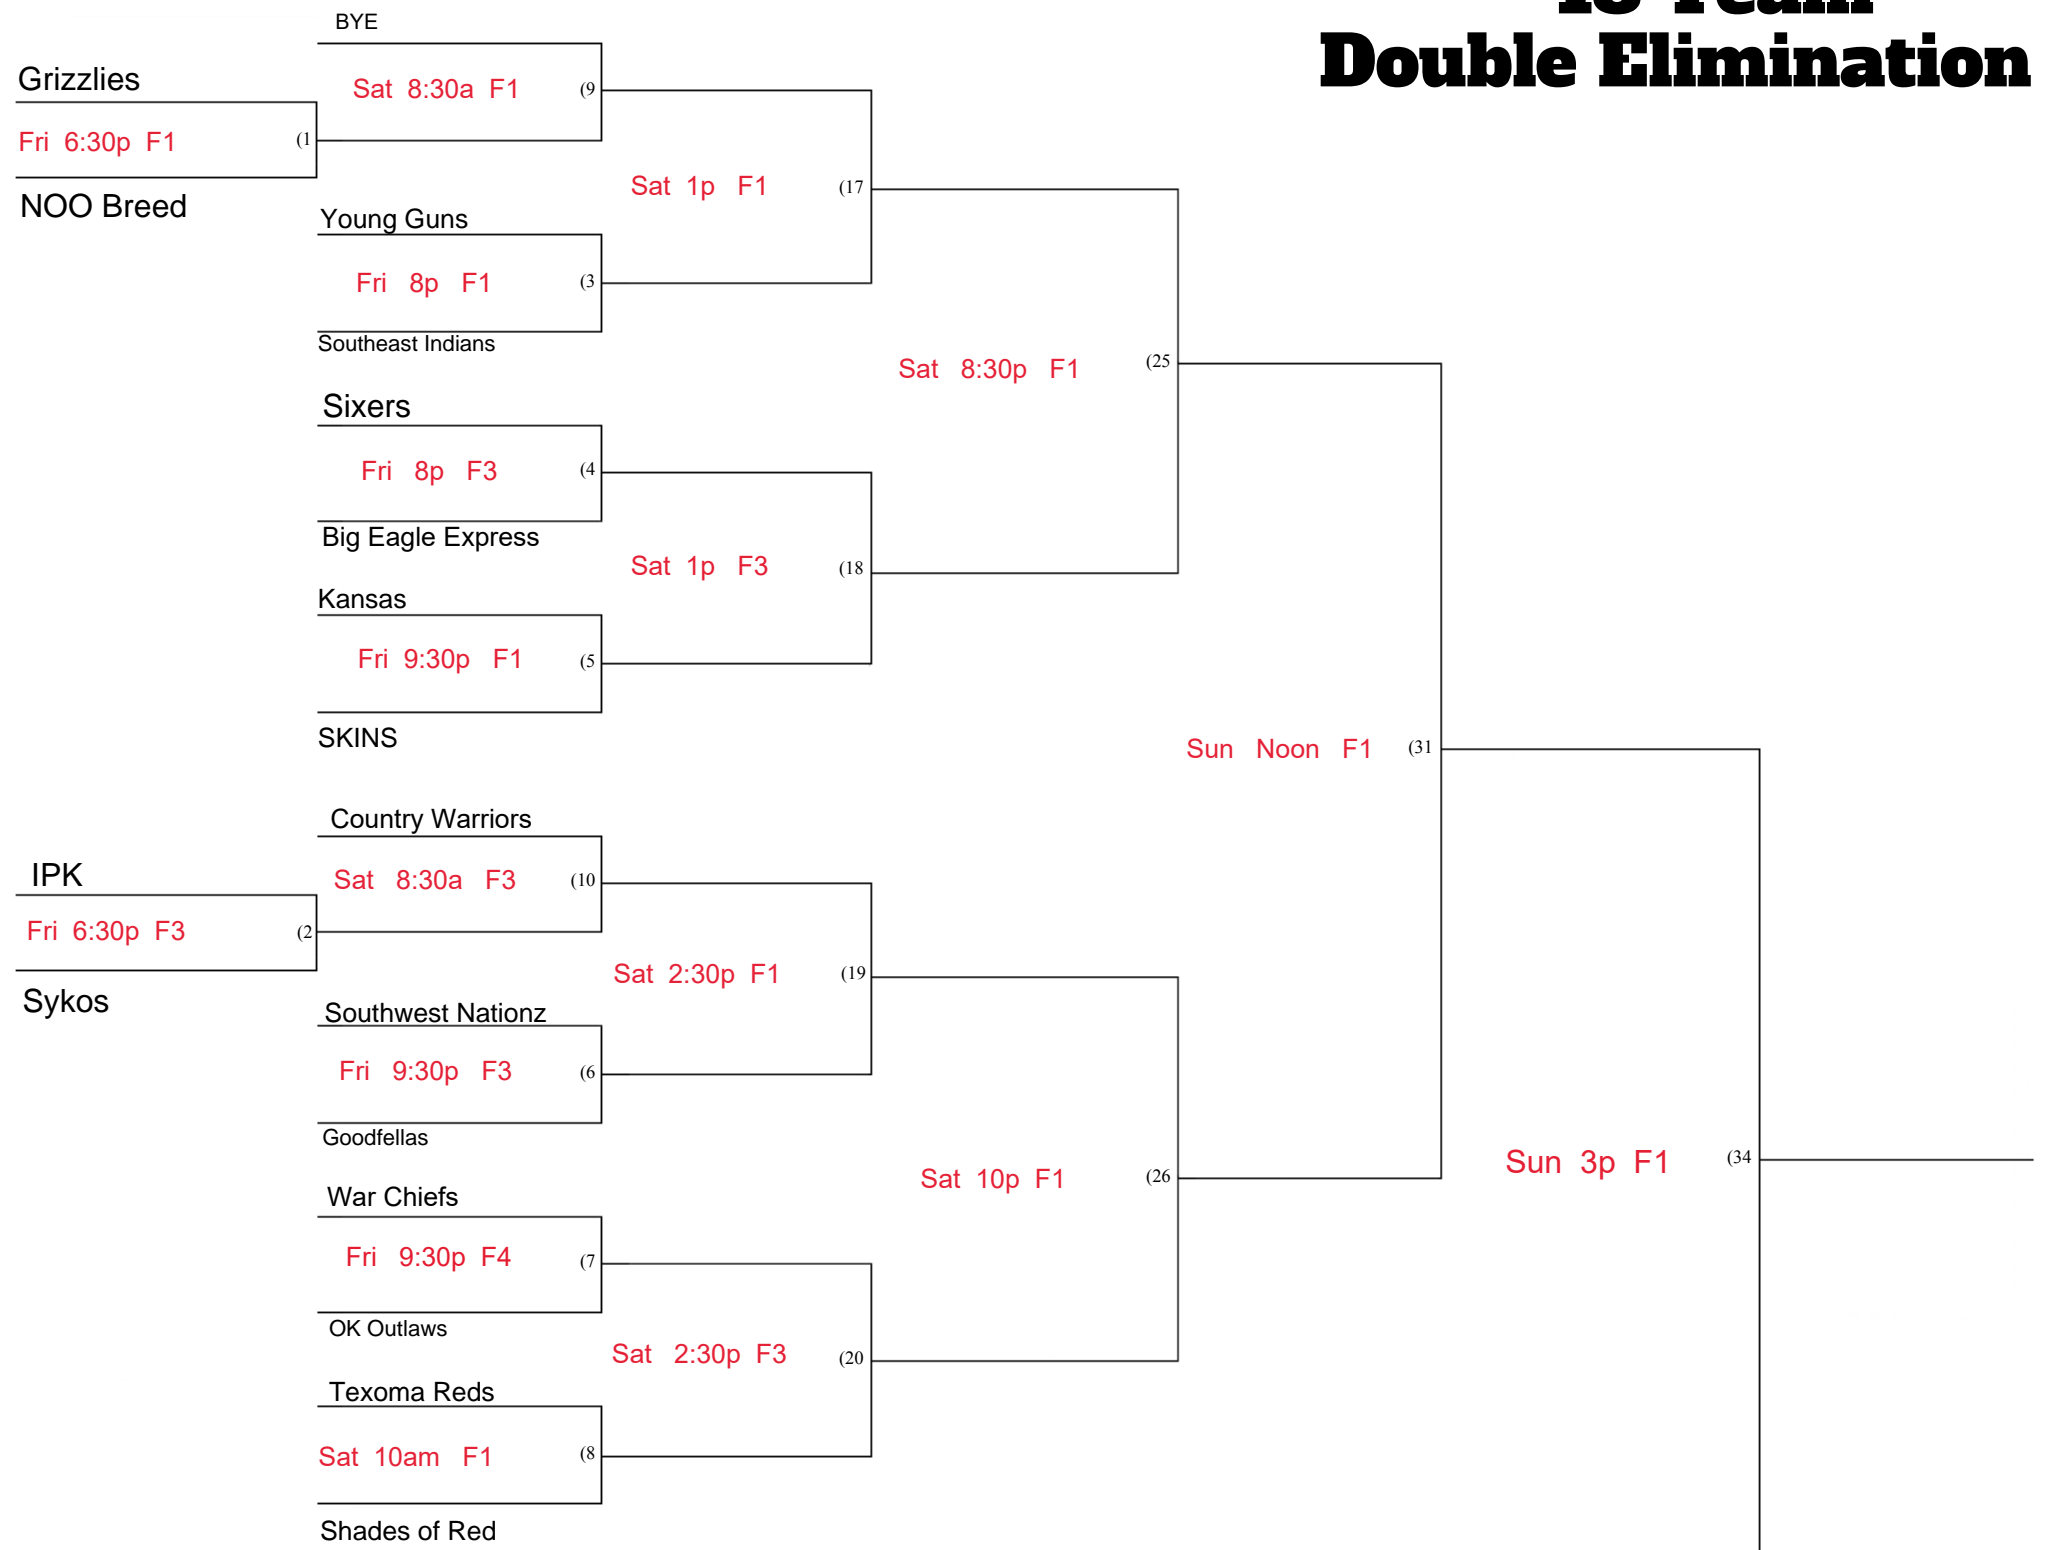 18 Team
Double Elimination
BYE
Grizzlies
Sat 8:30a F1 (9
Fri 6:30p F1 (1
NOO Breed
Sat 1p F1 (17
Young Guns
Fri 8p F1 (3
Southeast Indians
Sat 8:30p F1 (25
Sixers
Fri 8p F3 (4
Big Eagle Express
Sat 1p F3 (18
Kansas
Fri 9:30p F1 (5
SKINS
Sun Noon F1 (31
Country Warriors
IPK
Sat 8:30a F3 (10
Fri 6:30p F3 (2
Sykos
Sat 2:30p F1 (19
Southwest Nationz
Fri 9:30p F3 (6
Goodfellas
Sun 3p F1 (34
Sat 10p F1 (26
War Chiefs
Fri 9:30p F4 (7
OK Outlaws
Sat 2:30p F3 (20
Texoma Reds
Sat 10am F1 (8
Shades of Red